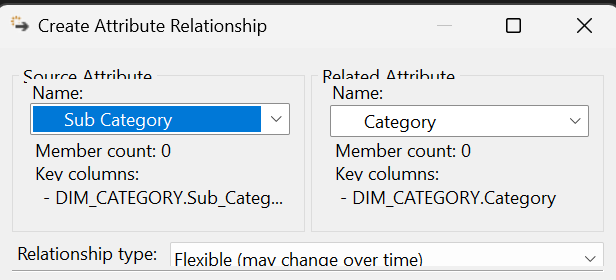 Create Attribute Relationship
Source Attribute
Name:
Sub Category
Member count: 0
Key columns:
- DIM_CATEGORY.Sub_Categ...
Related Attribute
Name:
Category
Member count: 0
Key columns:
- DIM_CATEGORY.Category
Relationship type:
Flexible (may change over time)